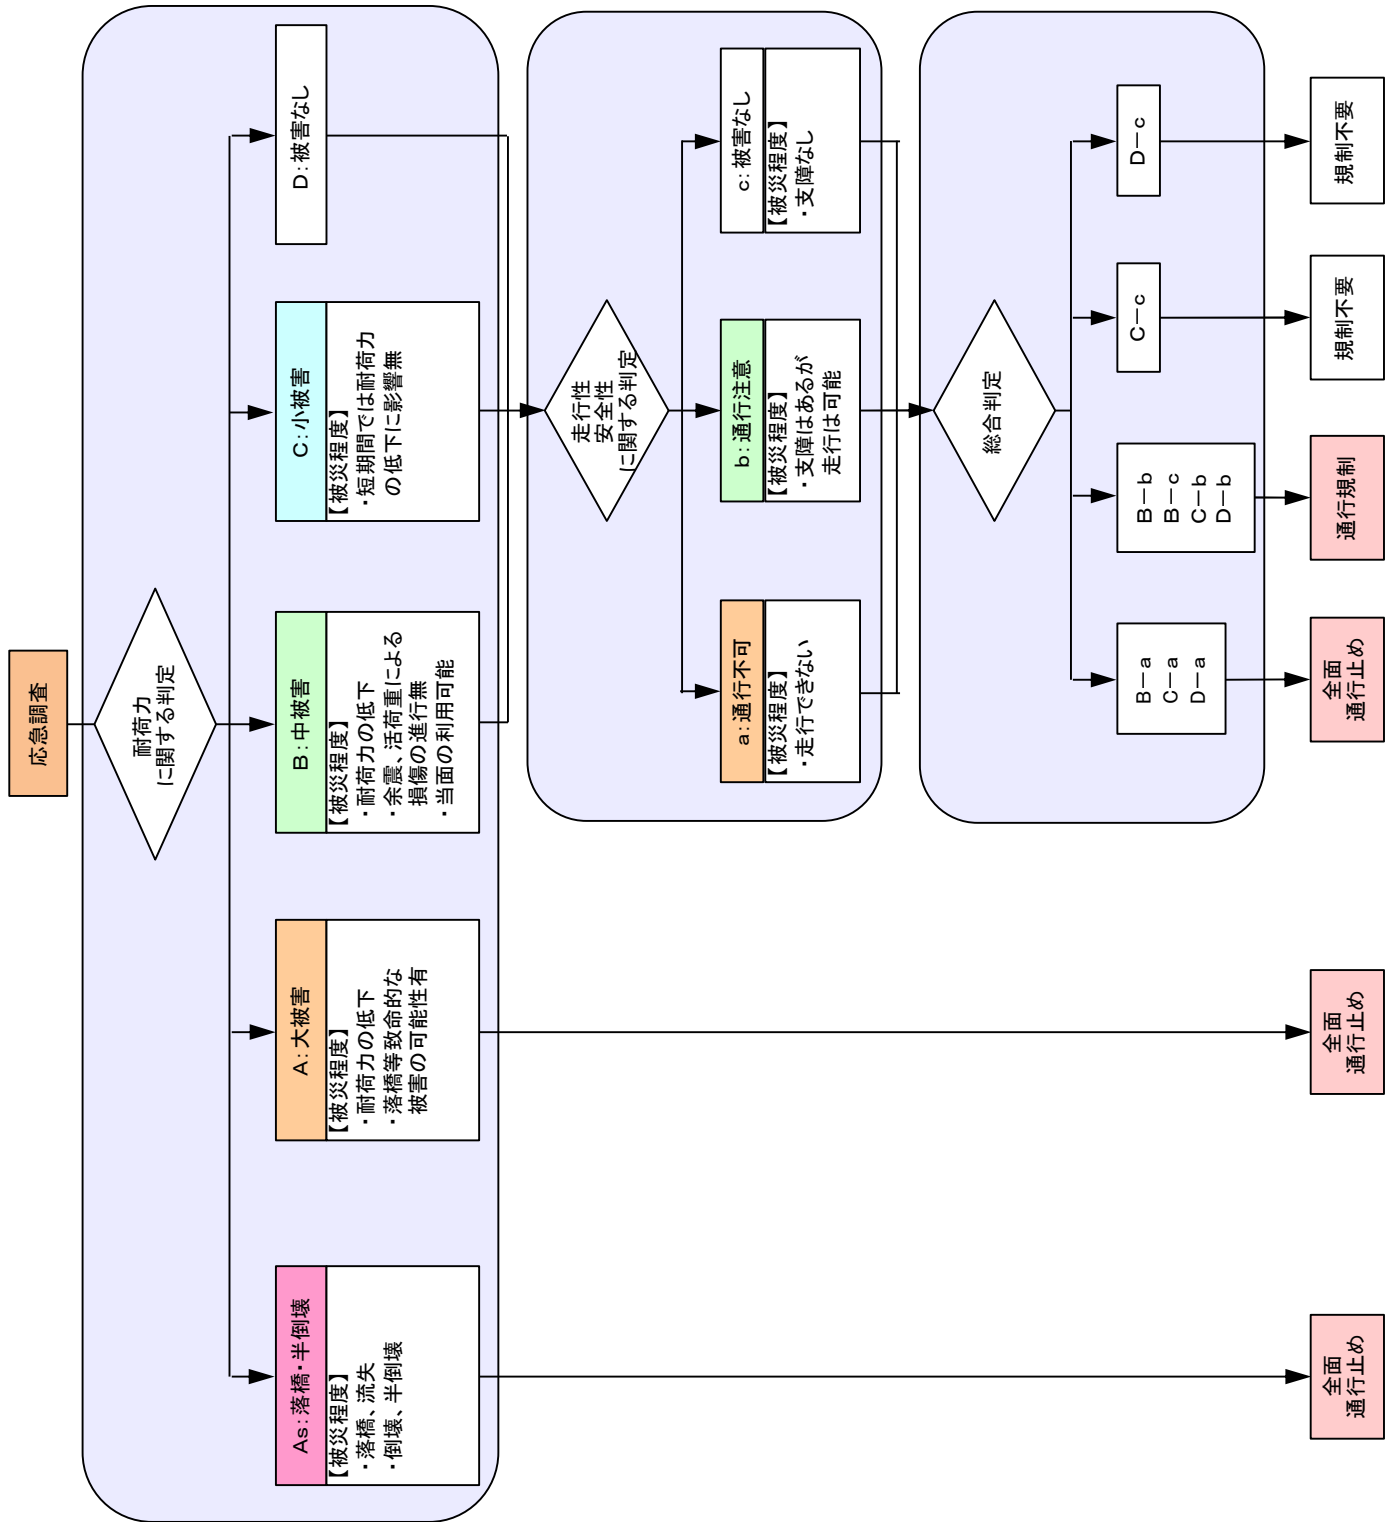 応急調査
耐荷力
に関する判定
As:落橋・半倒壊
【被災程度】
・落橋、流失
・倒壊、半倒壊
A:大被害
【被災程度】
・耐荷力の低下
・落橋等致命的な
被害の可能性有
B:中被害
【被災程度】
・耐荷力の低下
・余震、活荷重による
損傷の進行無
・当面の利用可能
C:小被害
【被災程度】
・短期間では耐荷力
の低下に影響無
D:被害なし
走行性
安全性
に関する判定
a:通行不可
【被災程度】
・走行できない
b:通行注意
【被災程度】
・支障はあるが
走行は可能
c:被害なし
【被災程度】
・支障なし
総合判定
B－a
C－a
D－a
B－b
B－c
C－b
D－b
C－c
D－c
全面
通行止め
全面
通行止め
全面
通行止め
通行規制
規制不要
規制不要